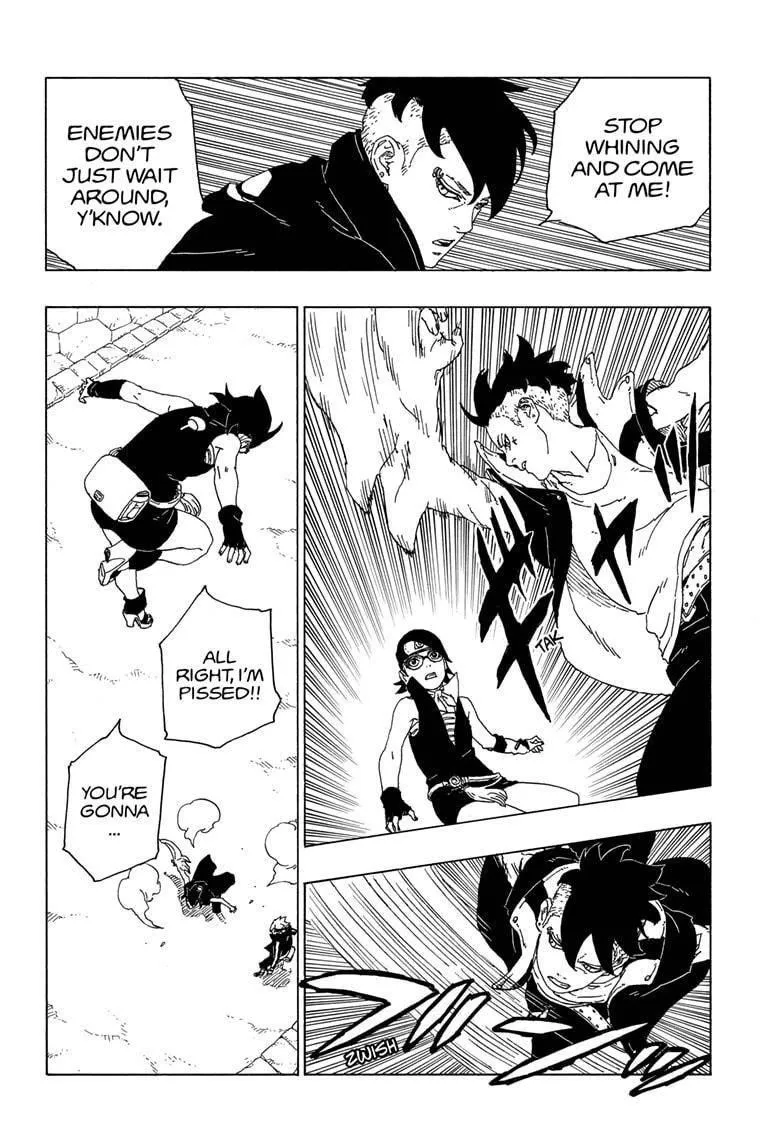 STOP
WHINING
AND COME
AT ME!
ENEMIES
DON'T
JUST WAIT
AROUND,
Y'KNOW.
TAK
ZWISH
ALL
RIGHT, I'M
PISSED!!
YOU'RE
GONNA
...